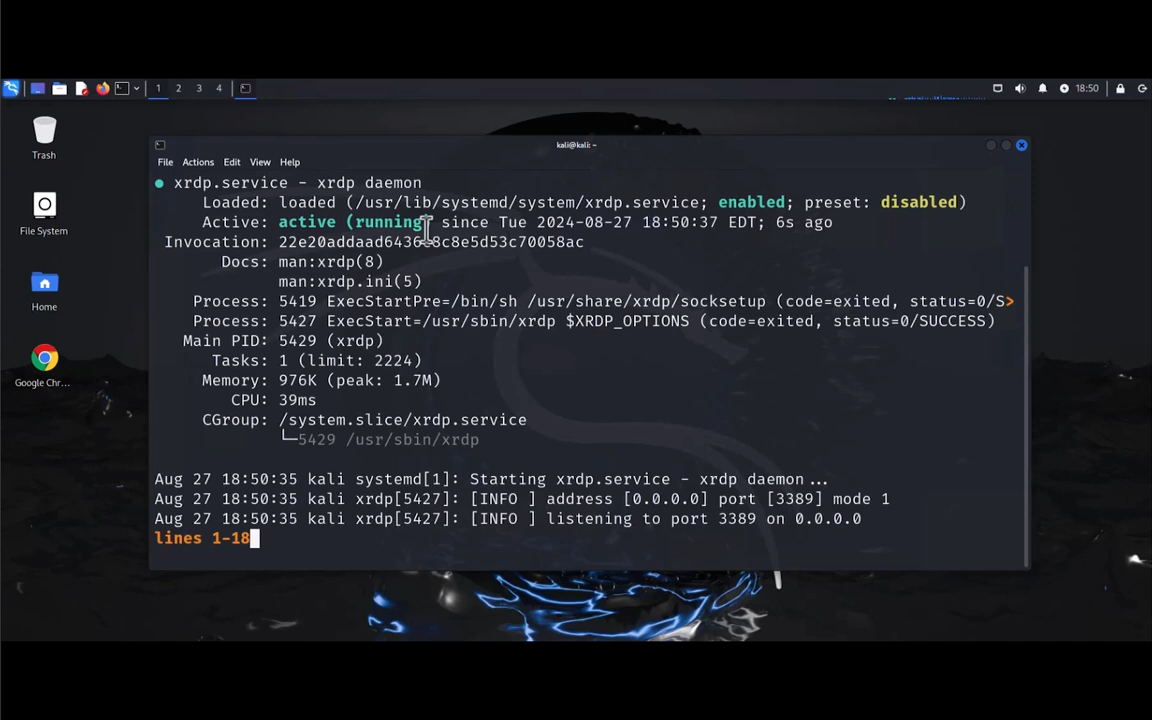 1 2 3 4
18:50
Trash
File System
Home
Google Chr...
kali@kali: ~
File Actions Edit View Help
● xrdp.service - xrdp daemon
Loaded: loaded (/usr/lib/systemd/system/xrdp.service; enabled; preset: disabled)
Active: active (running) since Tue 2024-08-27 18:50:37 EDT; 6s ago
Invocation:
Docs: man:xrdp(8)
man:xrdp.ini(5)
Process: 5419 ExecStartPre=/bin/sh /usr/share/xrdp/socksetup (code=exited, status=0/S>
Process: 5427 ExecStart=/usr/sbin/xrdp $XRDP_OPTIONS (code=exited, status=0/SUCCESS)
Main PID: 5429 (xrdp)
Tasks: 1 (limit: 2224)
Memory: 976K (peak: 1.7M)
CPU: 39ms
CGroup: /system.slice/xrdp.service
└─5429 /usr/sbin/xrdp
Aug 27 18:50:35 kali systemd[1]: Starting xrdp.service - xrdp daemon...
Aug 27 18:50:35 kali xrdp[5427]: [INFO ] address [0.0.0.0] port [3389] mode 1
Aug 27 18:50:35 kali xrdp[5427]: [INFO ] listening to port 3389 on 0.0.0.0
lines 1-18